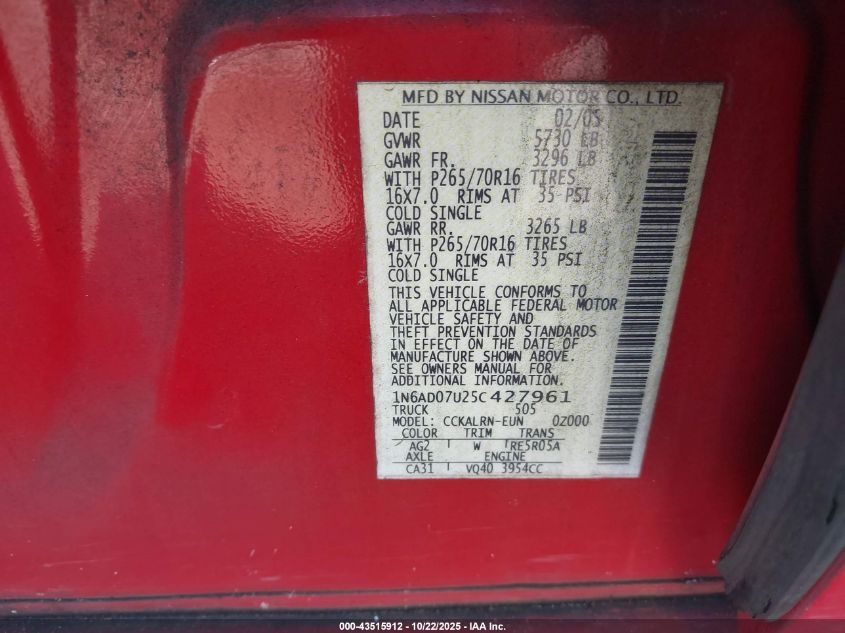 MFD BY NISSAN MOTOR CO., LTD.
DATE 02/05
GVWR 5730 LB
GAWR FR. 3296 LB
WITH P265/70R16 TIRES
16X7.0 RIMS AT 35 PSI
COLD SINGLE
GAWR RR. 3265 LB
WITH P265/70R16 TIRES
16X7.0 RIMS AT 35 PSI
COLD SINGLE
THIS VEHICLE CONFORMS TO
ALL APPLICABLE FEDERAL MOTOR
VEHICLE SAFETY AND
THEFT PREVENTION STANDARDS
IN EFFECT ON THE DATE OF
MANUFACTURE SHOWN ABOVE.
SEE OWNERS MANUAL FOR
ADDITIONAL INFORMATION.
1N6AD07U25C427961
TRUCK 505
MODEL: CCKALRN-EUN 0Z000
COLOR TRIM TRANS
AG2 W RE5R05A
AXLE ENGINE
CA31 VQ40 3954CC
000-43515912 - 10/22/2025 - IAA Inc.